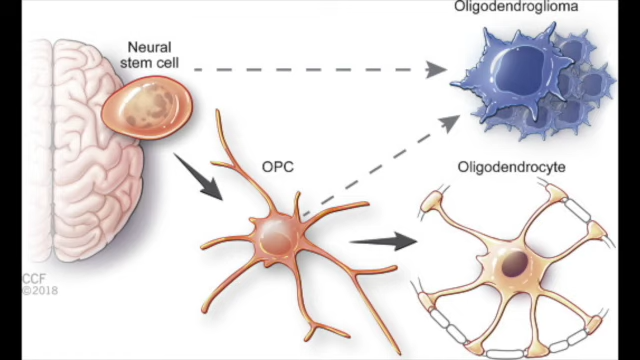 Oligodendroglioma
Neural
stem cell
OPC
Oligodendrocyte
CCF
©2018